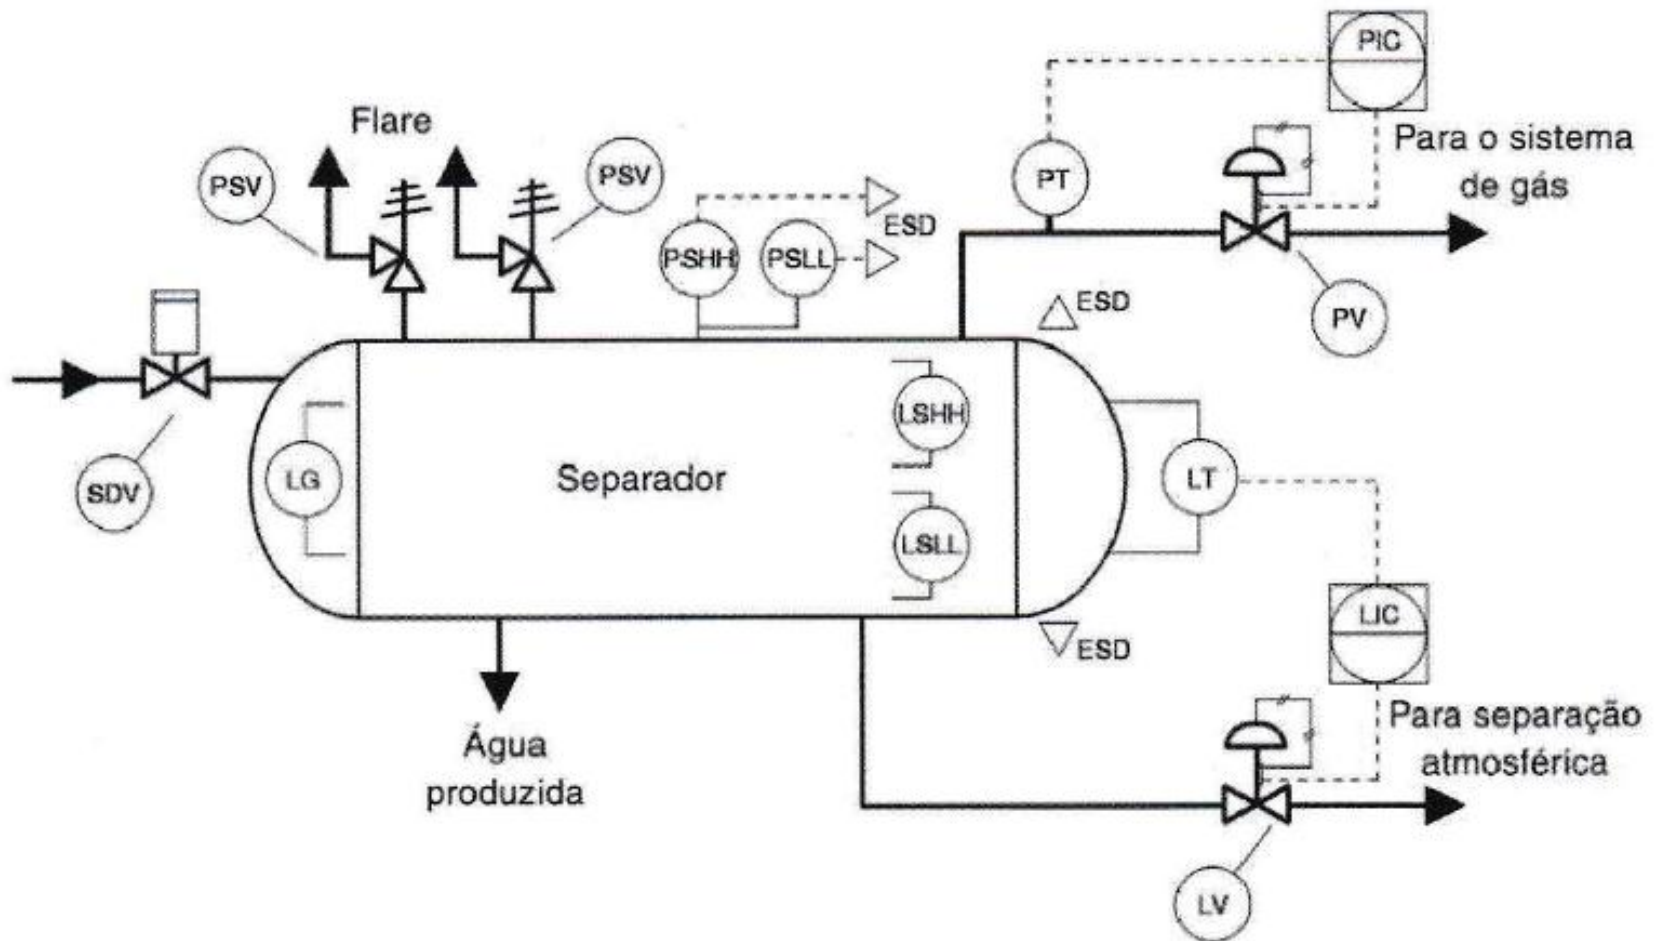 PIC
Flare
Para o sistema
de gás
PSV
PSV
PT
ESD
PSHH
PSLL
ESD
PV
LSHH
SDV
LG
Separador
LT
LSLL
LIC
ESD
Água
produzida
Para separação
atmosférica
LV